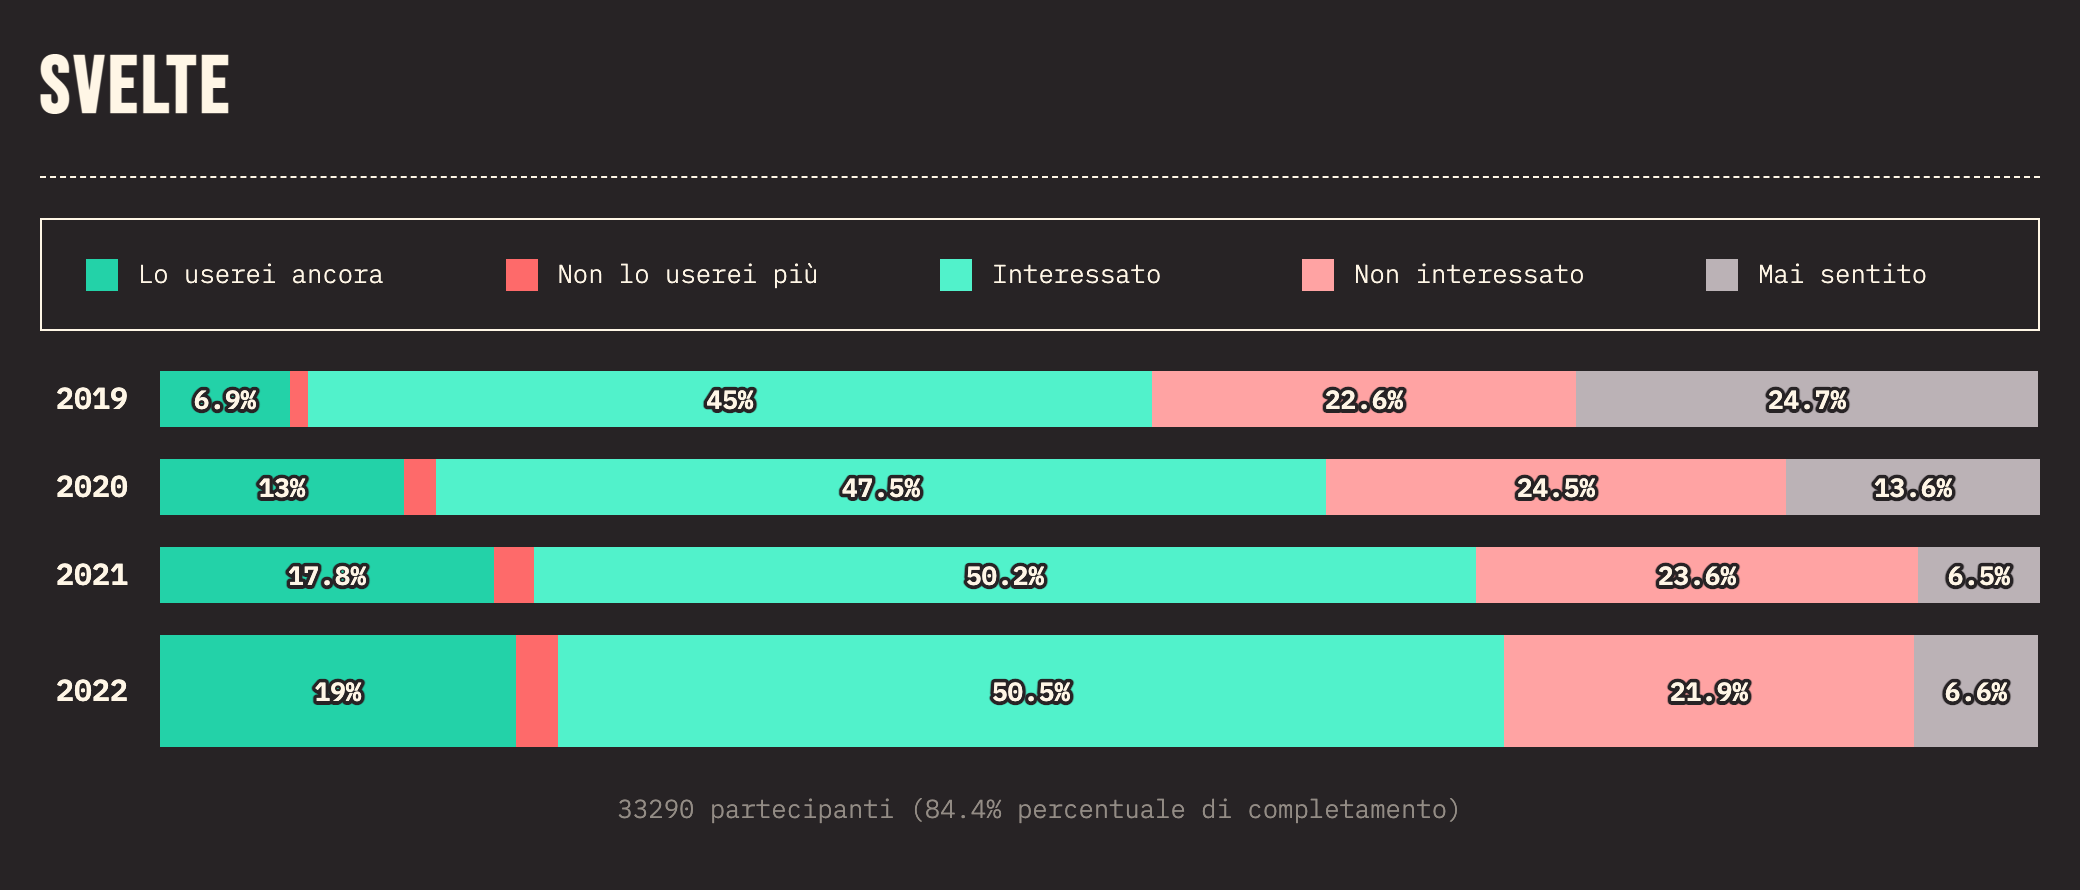 SVELTE
Lo userei ancora Non lo userei più Interessato Non interessato Mai sentito
2019 6.9% 45% 22.6% 24.7%
2020 13% 47.5% 24.5% 13.6%
2021 17.8% 50.2% 23.6% 6.5%
2022 19% 50.5% 21.9% 6.6%
33290 partecipanti (84.4% percentuale di completamento)